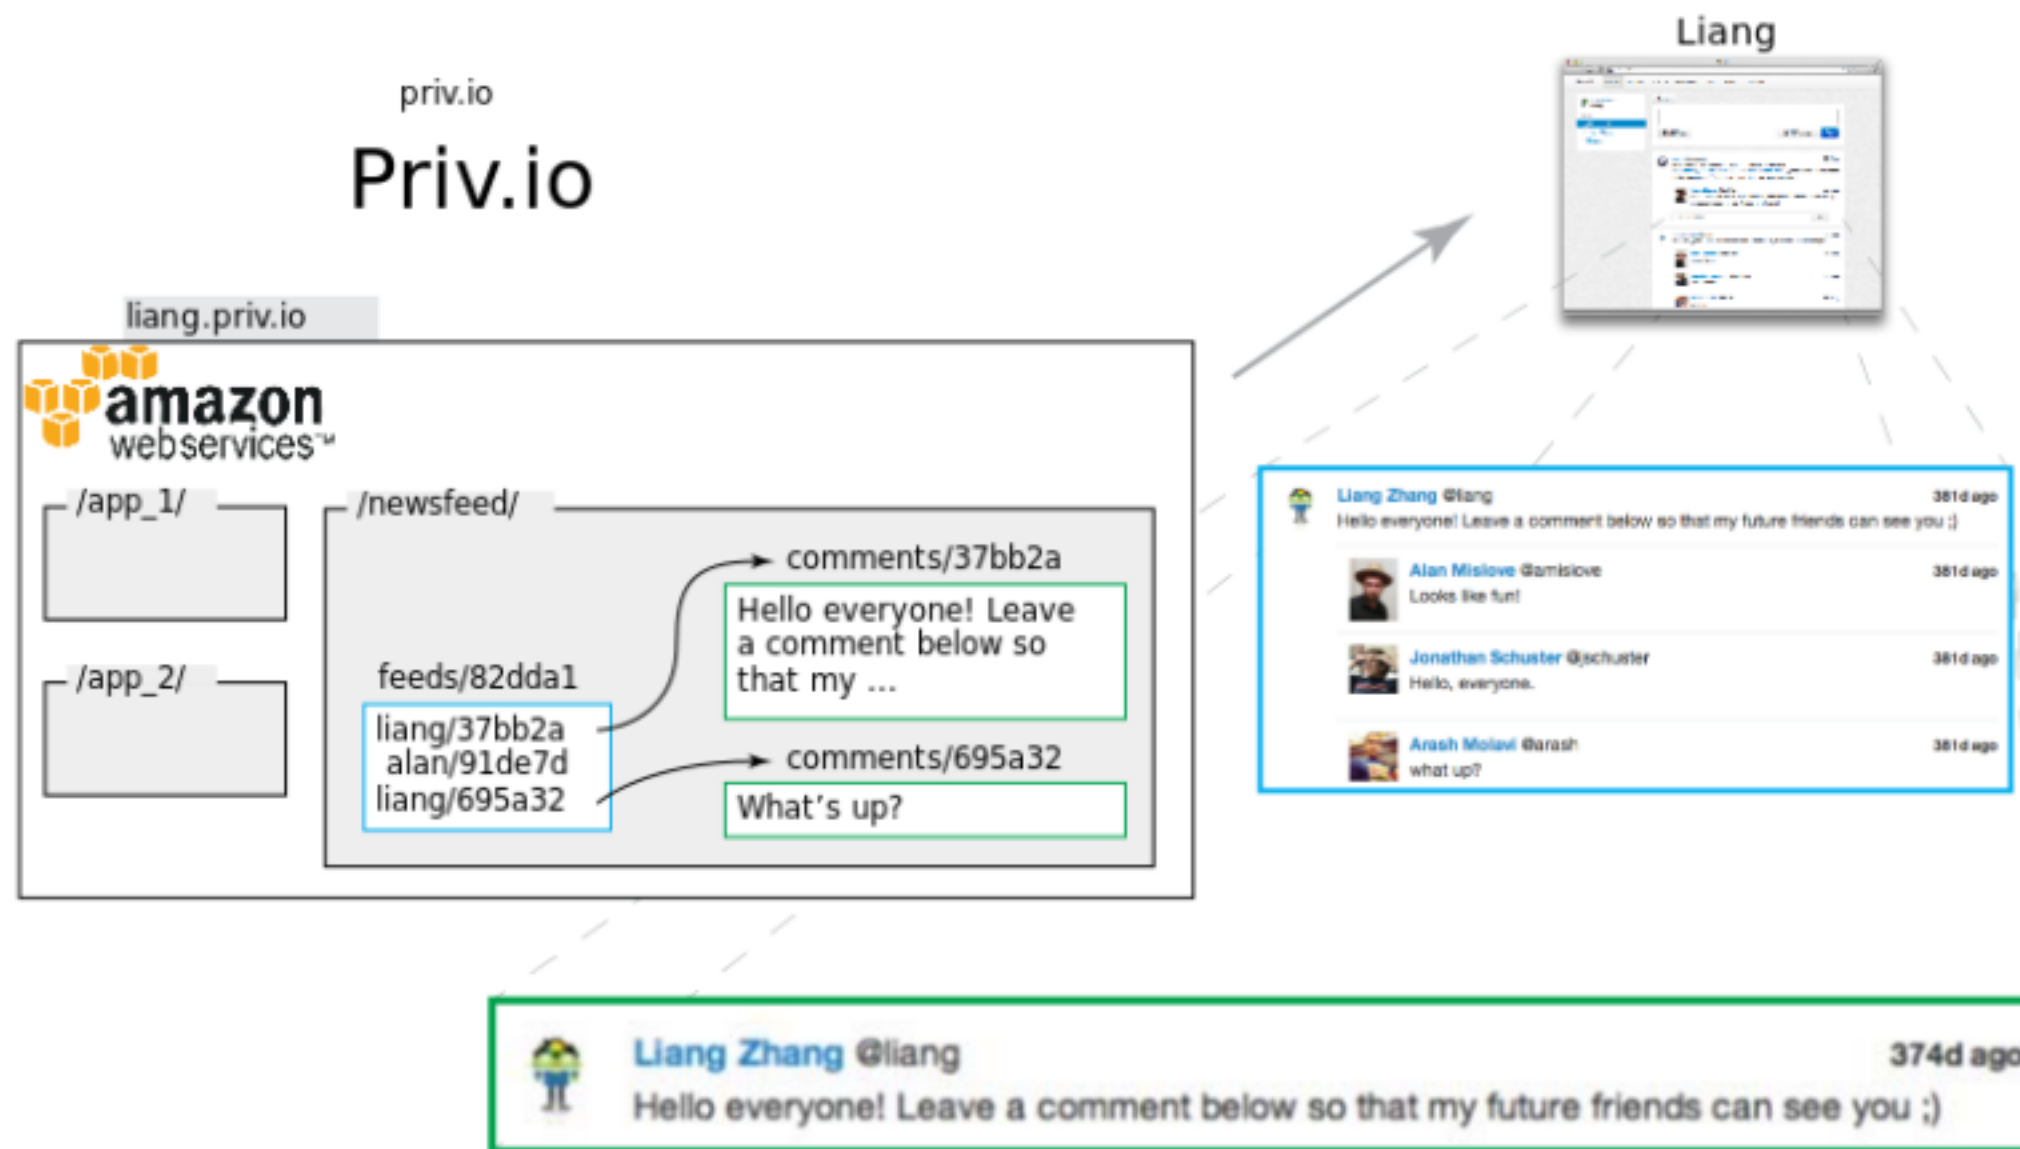 Liang
priv.io
Priv.io
liang.priv.io
amazon
webservices™
/app_1/
/app_2/
/newsfeed/
feeds/82dda1
liang/37bb2a
alan/91de7d
liang/695a32
comments/37bb2a
Hello everyone! Leave
a comment below so
that my ...
comments/695a32
What's up?
Liang Zhang @liang 381d ago
Hello everyone! Leave a comment below so that my future friends can see you ;)
Alan Mislove @amislove 381d ago
Looks like fun!
Jonathan Schuster @jschuster 381d ago
Hello, everyone.
Arash Molavi @arash 381d ago
what up?
Liang Zhang @liang 374d ago
Hello everyone! Leave a comment below so that my future friends can see you ;)